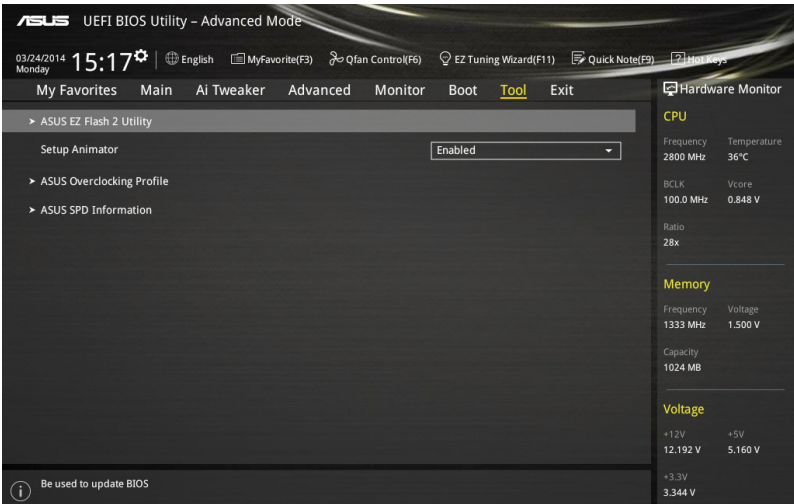 ASUS UEFI BIOS Utility – Advanced Mode
03/24/2014
Monday
15:17
English MyFavorite(F3) Qfan Control(F6) EZ Tuning Wizard(F11) Quick Note(F9) ? Hot Keys
My Favorites Main Ai Tweaker Advanced Monitor Boot Tool Exit
Hardware Monitor
> ASUS EZ Flash 2 Utility
Setup Animator Enabled
> ASUS Overclocking Profile
> ASUS SPD Information
CPU
Frequency Temperature
2800 MHz 36°C
BCLK Vcore
100.0 MHz 0.848 V
Ratio
28x
Memory
Frequency Voltage
1333 MHz 1.500 V
Capacity
1024 MB
Voltage
+12V +5V
12.192 V 5.160 V
+3.3V
3.344 V
i Be used to update BIOS